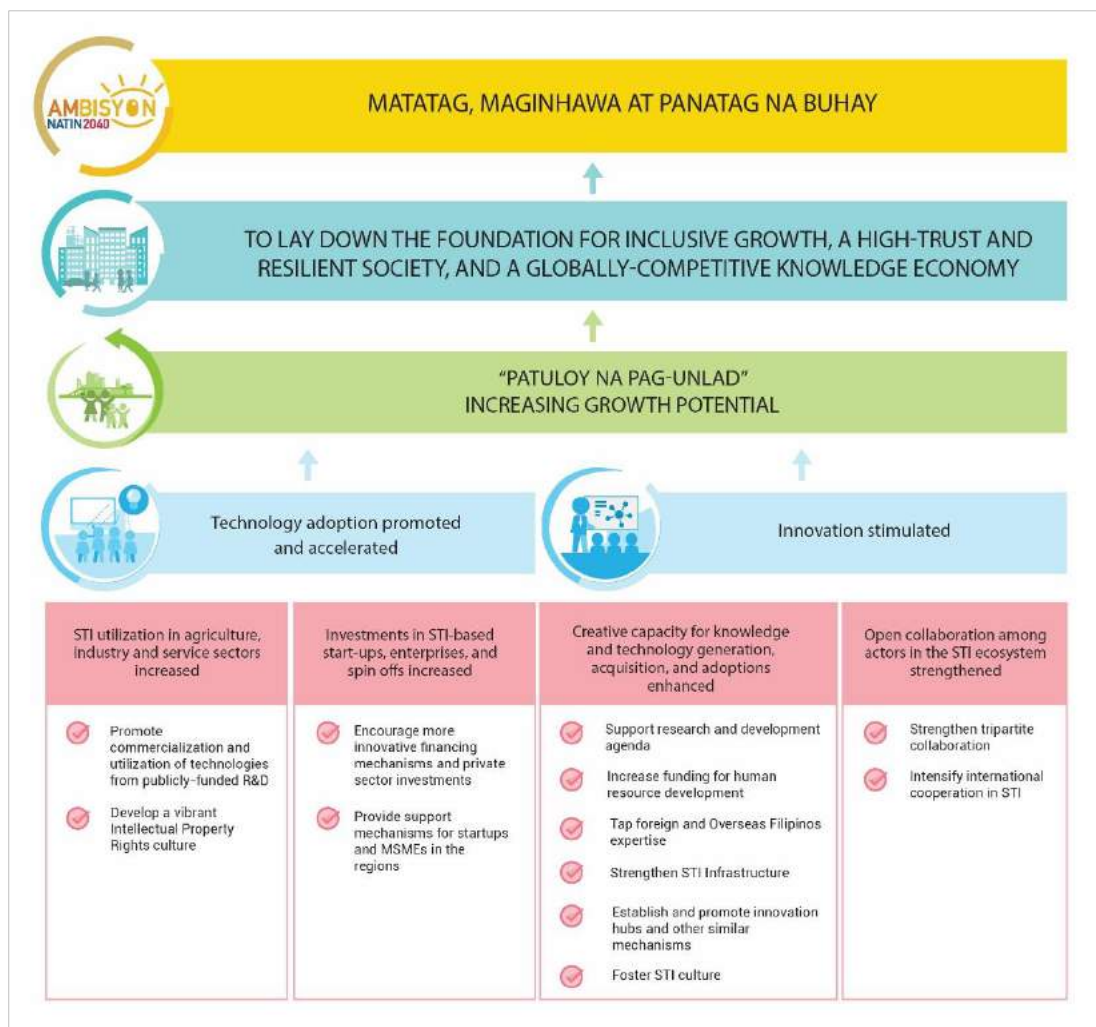 AMBISYON
NATIN2040
MATATAG, MAGINHAWA AT PANATAG NA BUHAY
TO LAY DOWN THE FOUNDATION FOR INCLUSIVE GROWTH, A HIGH-TRUST AND
RESILIENT SOCIETY, AND A GLOBALLY-COMPETITIVE KNOWLEDGE ECONOMY
“PATULOY NA PAG-UNLAD”
INCREASING GROWTH POTENTIAL
Technology adoption promoted
and accelerated
Innovation stimulated
STI utilization in agriculture,
industry and service sectors
increased
Promote
commercialization and
utilization of technologies
from publicly-funded R&D
Develop a vibrant
Intellectual Property
Rights culture
Investments in STI-based
start-ups, enterprises, and
spin offs increased
Encourage more
innovative financing
mechanisms and private
sector investments
Provide support
mechanisms for startups
and MSMEs in the
regions
Creative capacity for knowledge
and technology generation,
acquisition, and adoptions
enhanced
Support research and development
agenda
Increase funding for human
resource development
Tap foreign and Overseas Filipinos
expertise
Strengthen STI Infrastructure
Establish and promote innovation
hubs and other similar
mechanisms
Foster STI culture
Open collaboration among
actors in the STI ecosystem
strengthened
Strengthen tripartite
collaboration
Intensify international
cooperation in STI